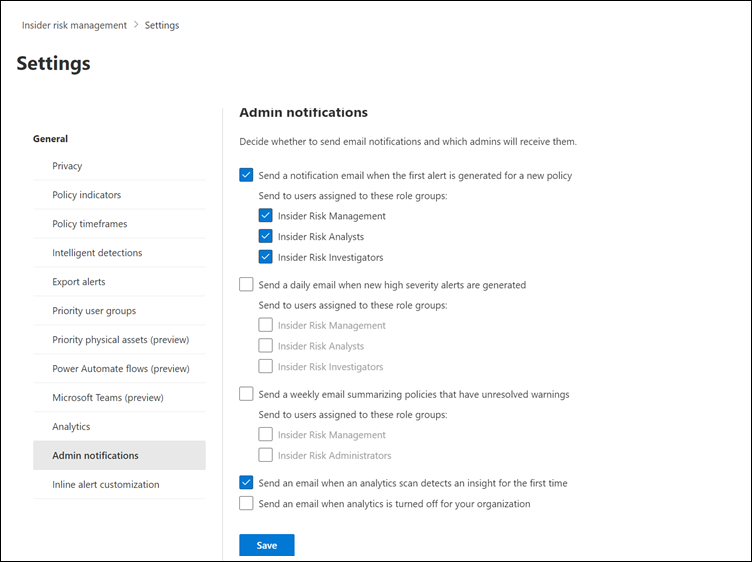 Insider risk management > Settings
Settings
General
Privacy
Policy indicators
Policy timeframes
Intelligent detections
Export alerts
Priority user groups
Priority physical assets (preview)
Power Automate flows (preview)
Microsoft Teams (preview)
Analytics
Admin notifications
Inline alert customization
Admin notifications
Decide whether to send email notifications and which admins will receive them.
Send a notification email when the first alert is generated for a new policy
Send to users assigned to these role groups:
Insider Risk Management
Insider Risk Analysts
Insider Risk Investigators
Send a daily email when new high severity alerts are generated
Send to users assigned to these role groups:
Insider Risk Management
Insider Risk Analysts
Insider Risk Investigators
Send a weekly email summarizing policies that have unresolved warnings
Send to users assigned to these role groups:
Insider Risk Management
Insider Risk Administrators
Send an email when an analytics scan detects an insight for the first time
Send an email when analytics is turned off for your organization
Save